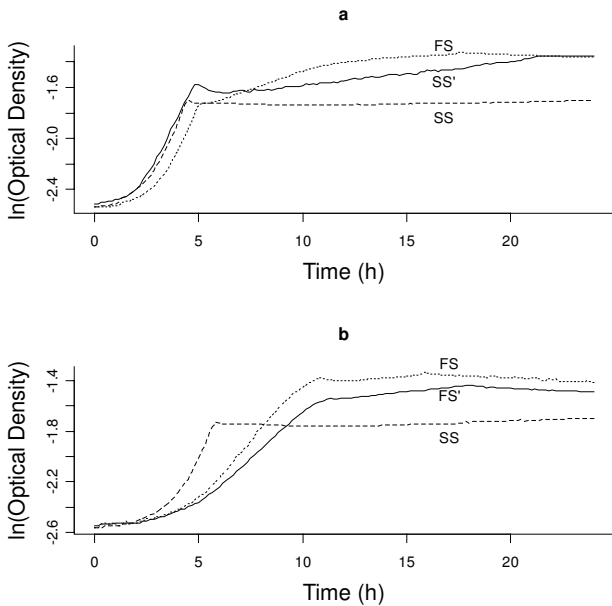 a
ln(Optical Density)
-1.6
-2.0
-2.4
FS
SS'
SS
0 5 10 15 20
Time (h)
b
ln(Optical Density)
-1.4
-1.8
-2.2
-2.6
FS
FS'
SS
0 5 10 15 20
Time (h)